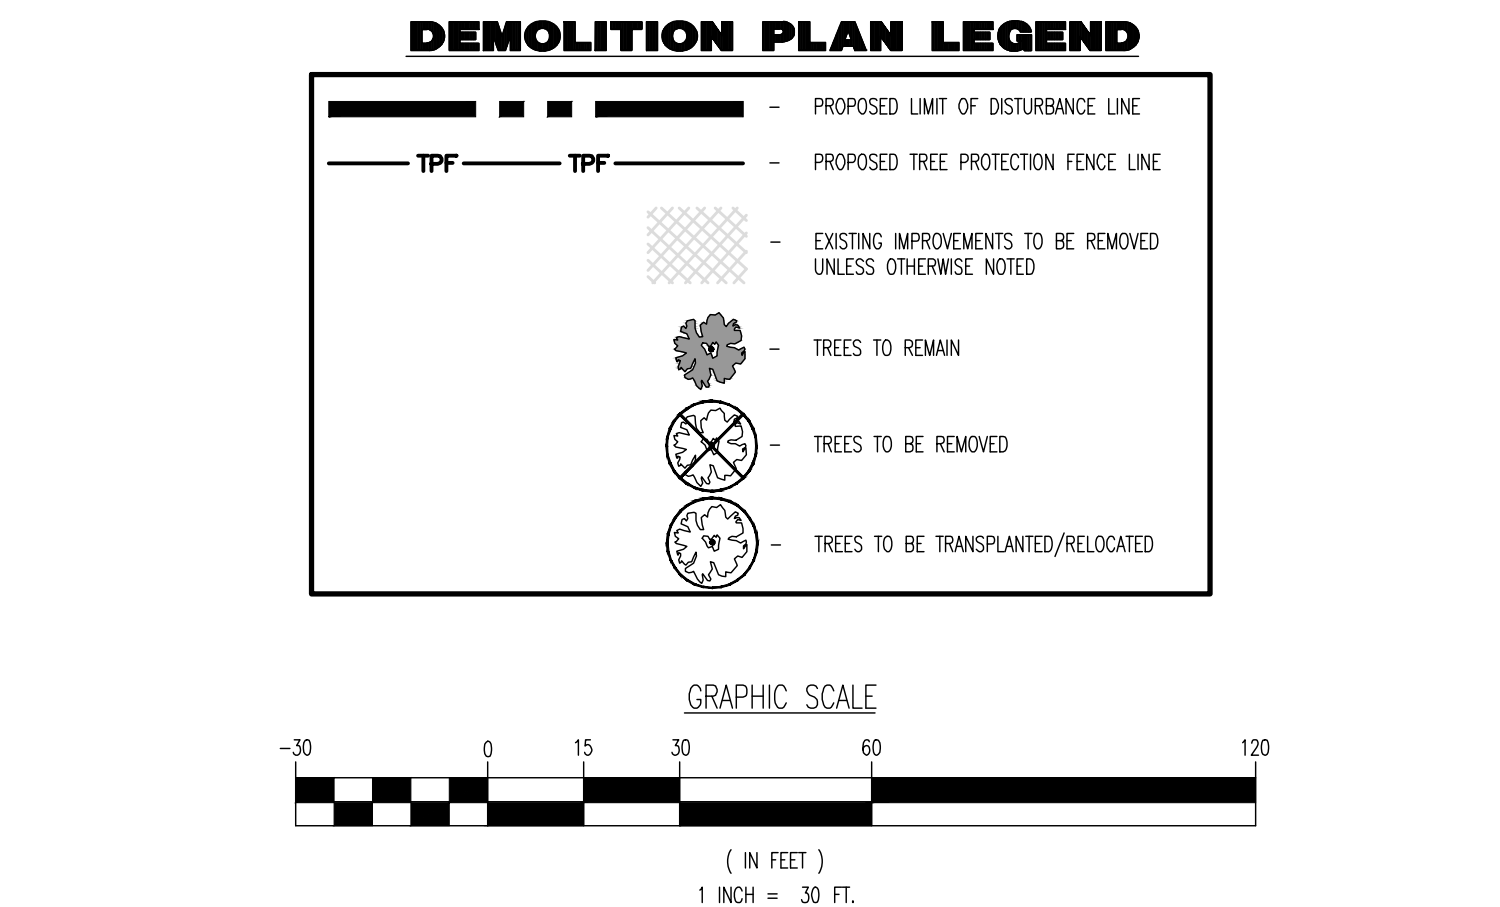 DEMOLITION PLAN LEGEND
- PROPOSED LIMIT OF DISTURBANCE LINE
TPF TPF - PROPOSED TREE PROTECTION FENCE LINE
- EXISTING IMPROVEMENTS TO BE REMOVED
UNLESS OTHERWISE NOTED
- TREES TO REMAIN
- TREES TO BE REMOVED
- TREES TO BE TRANSPLANTED/RELOCATED
GRAPHIC SCALE
-30 0 15 30 60 120
( IN FEET )
1 INCH = 30 FT.